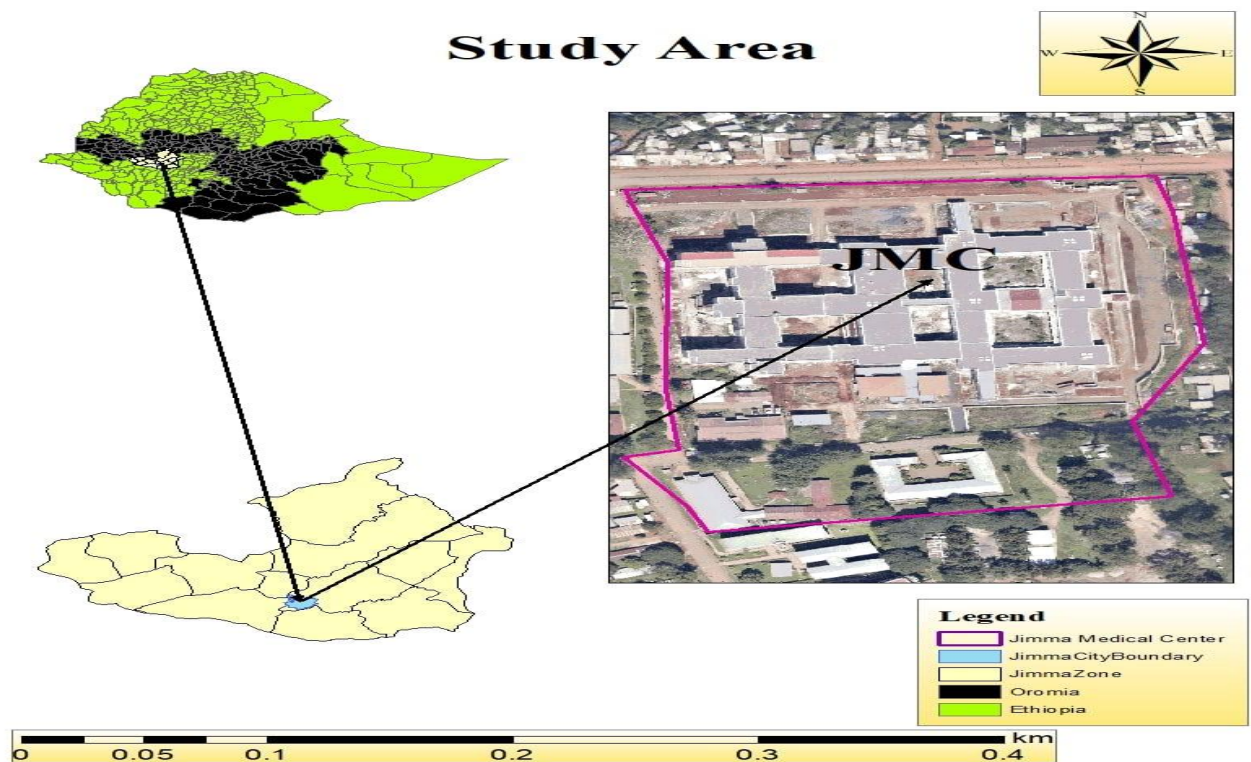 Study Area
N
W E
S
JMC
Legend
Jimma Medical Center
JimmaCityBoundary
JimmaZone
Oromia
Ethiopia
km
0 0.05 0.1 0.2 0.3 0.4